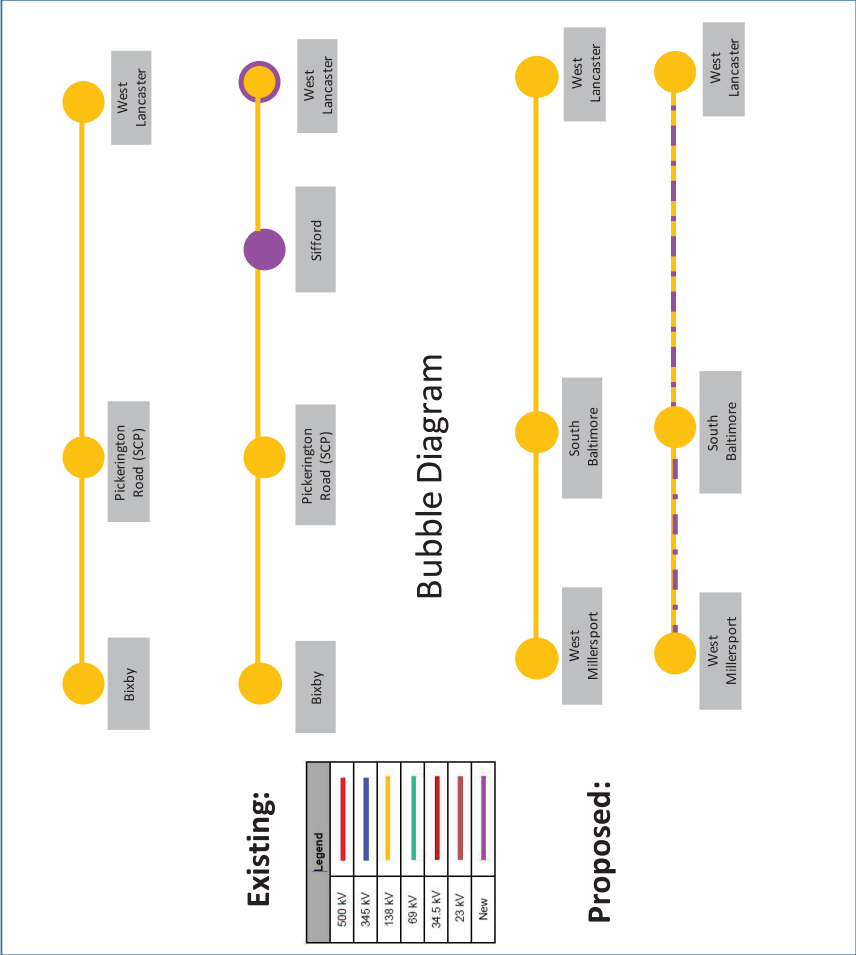 Bixby
Pickerington
Road (SCP)
West
Lancaster
Existing:
Bixby
Pickerington
Road (SCP)
Sifford
West
Lancaster
Legend
500 kV
345 kV
138 kV
69 kV
34.5 kV
23 kV
New
Bubble Diagram
Proposed:
West
Millersport
South
Baltimore
West
Lancaster
West
Millersport
South
Baltimore
West
Lancaster